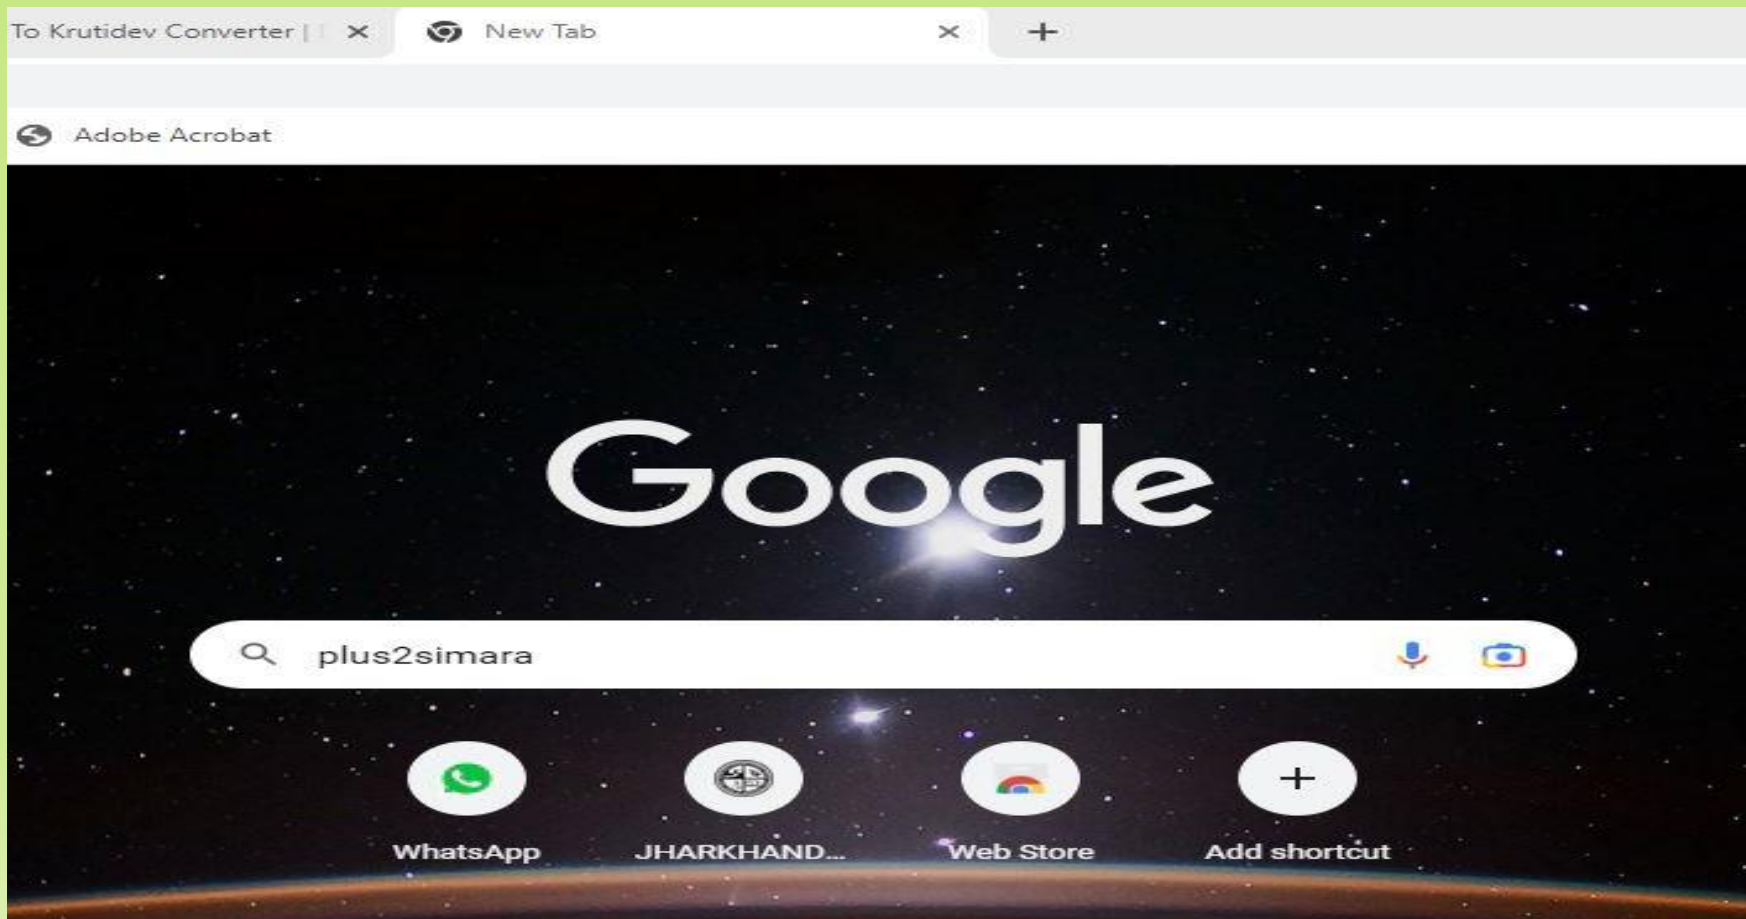 To Krutidev Converter |
New Tab
Adobe Acrobat
Google
plus2simara
WhatsApp
JHARKHAND...
Web Store
Add shortcut